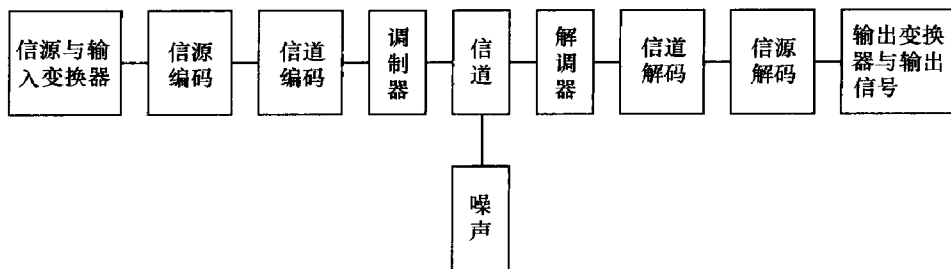 信源与输
入变换器
信源
编码
信道
编码
调
制
器
信
道
解
调
器
信道
解码
信源
解码
输出变换
器与输出
信号
噪
声